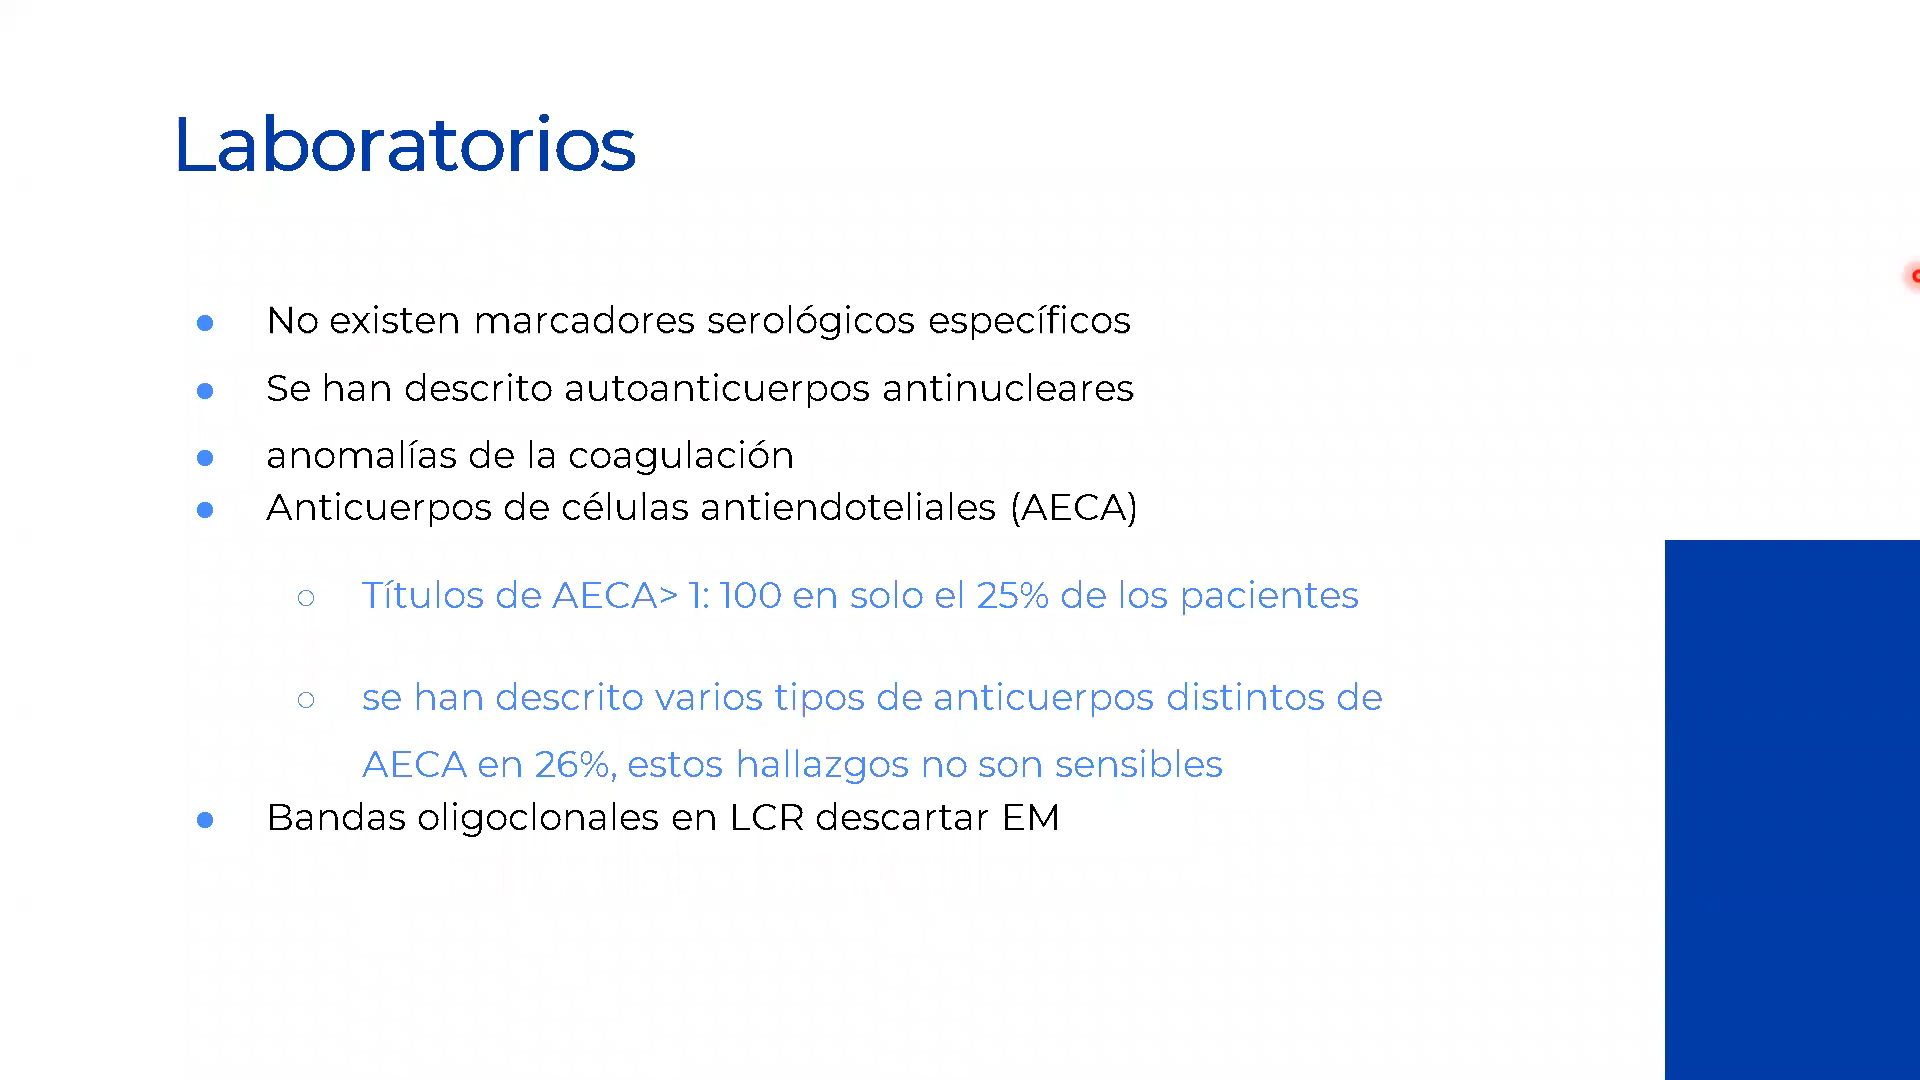 Laboratorios
● No existen marcadores serológicos específicos
● Se han descrito autoanticuerpos antinucleares
● anomalías de la coagulación
● Anticuerpos de células antiendoteliales (AECA)
○ Títulos de AECA> 1: 100 en solo el 25% de los pacientes
○ se han descrito varios tipos de anticuerpos distintos de
AECA en 26%, estos hallazgos no son sensibles
● Bandas oligoclonales en LCR descartar EM